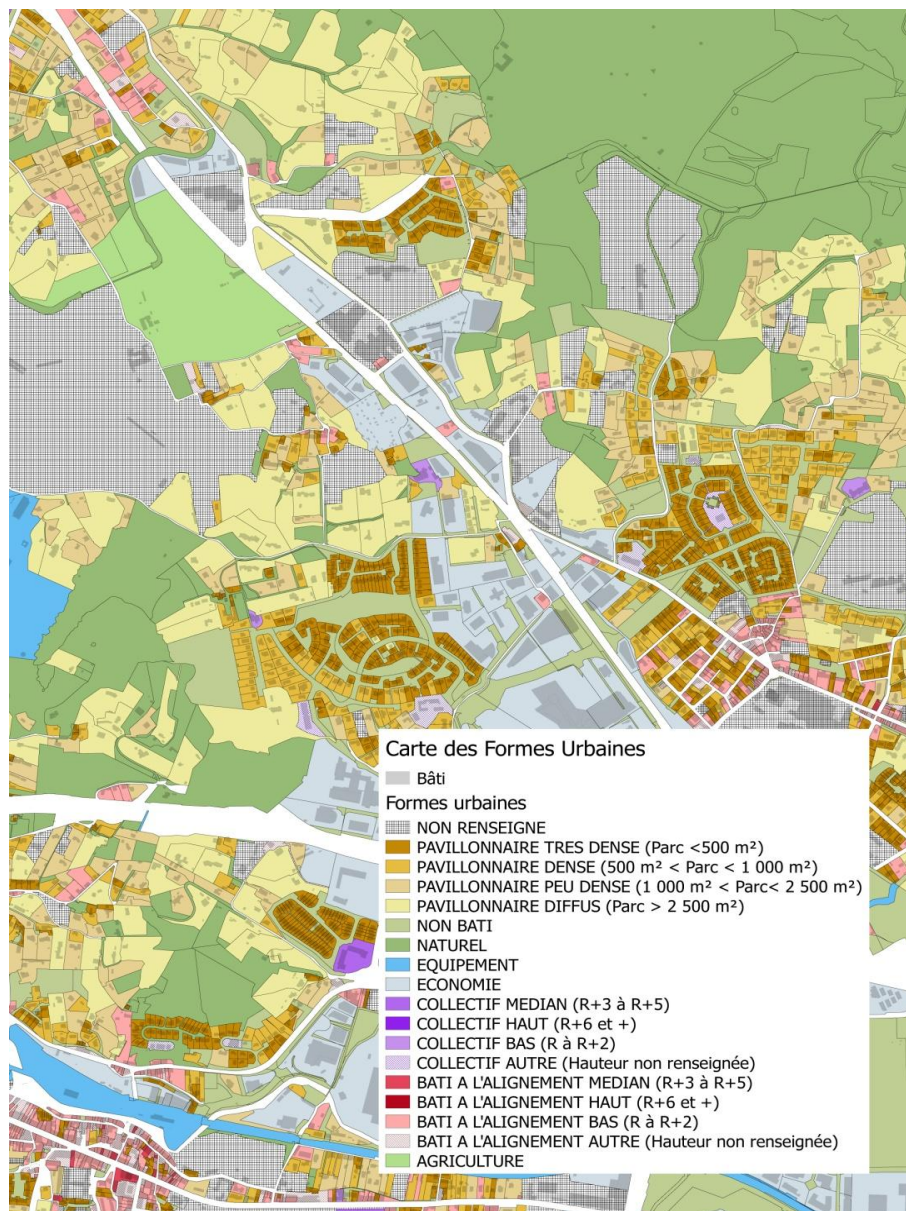 Carte des Formes Urbaines
Bâti
Formes urbaines
NON RENSEIGNE
PAVILLONNAIRE TRES DENSE (Parc <500 m²)
PAVILLONNAIRE DENSE (500 m² < Parc < 1 000 m²)
PAVILLONNAIRE PEU DENSE (1 000 m² < Parc< 2 500 m²)
PAVILLONNAIRE DIFFUS (Parc > 2 500 m²)
NON BATI
NATUREL
EQUIPEMENT
ECONOMIE
COLLECTIF MEDIAN (R+3 à R+5)
COLLECTIF HAUT (R+6 et +)
COLLECTIF BAS (R à R+2)
COLLECTIF AUTRE (Hauteur non renseignée)
BATI A L'ALIGNEMENT MEDIAN (R+3 à R+5)
BATI A L'ALIGNEMENT HAUT (R+6 et +)
BATI A L'ALIGNEMENT BAS (R à R+2)
BATI A L'ALIGNEMENT AUTRE (Hauteur non renseignée)
AGRICULTURE